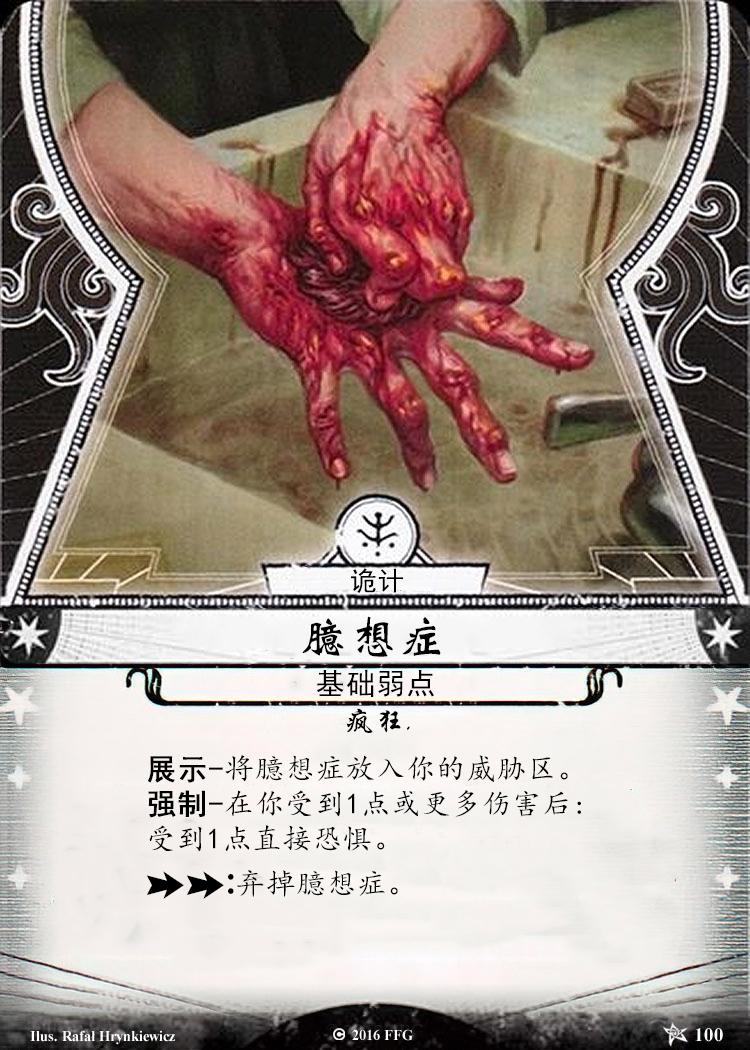 诡计
臆想症
基础弱点
疯狂.
展示-将臆想症放入你的威胁区。
强制-在你受到1点或更多伤害后:
受到1点直接恐惧。
:弃掉臆想症。
Ilus. Rafał Hrynkiewicz
© 2016 FFG
100